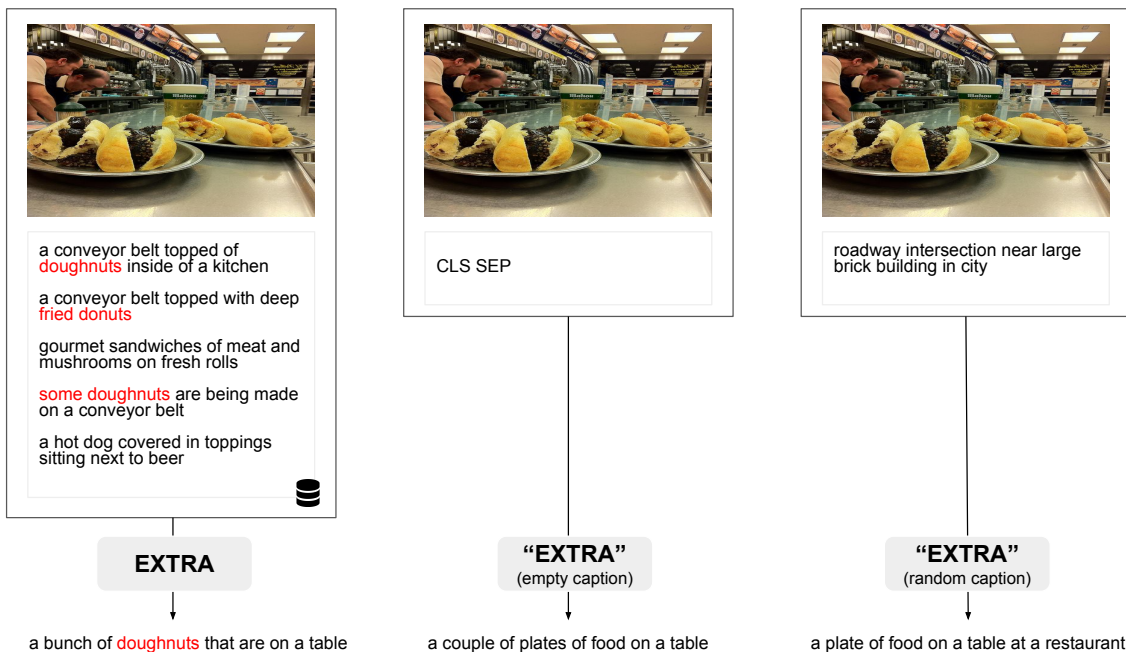 a conveyor belt topped of
doughnuts inside of a kitchen
a conveyor belt topped with deep
fried donuts
gourmet sandwiches of meat and
mushrooms on fresh rolls
some doughnuts are being made
on a conveyor belt
a hot dog covered in toppings
sitting next to beer
EXTRA
a bunch of doughnuts that are on a table
CLS SEP
“EXTRA”
(empty caption)
a couple of plates of food on a table
roadway intersection near large
brick building in city
“EXTRA”
(random caption)
a plate of food on a table at a restaurant